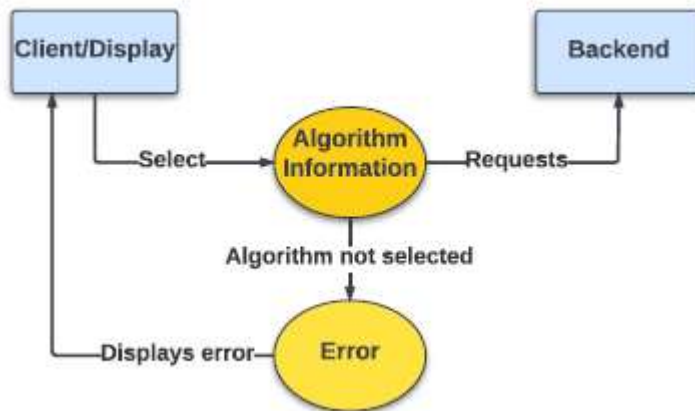 Client/Display
Backend
Algorithm
Information
Select
Requests
Algorithm not selected
Displays error
Error